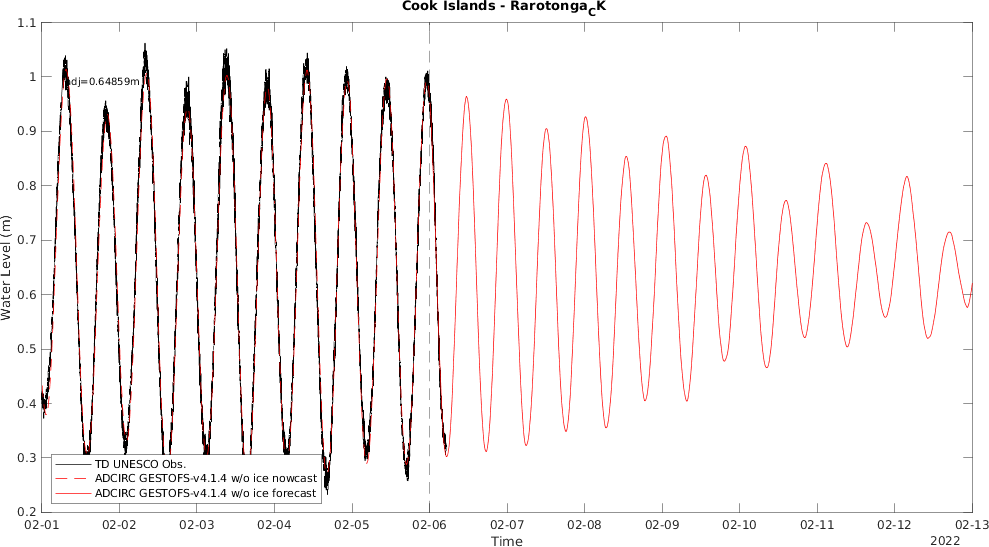 Cook Islands - Rarotonga_CK
1.1
1
0.9
0.8
0.7
0.6
0.5
0.4
0.3
0.2
Water Level (m)
adj=0.64859m
TD UNESCO Obs.
ADCIRC GESTOFS-v4.1.4 w/o ice nowcast
ADCIRC GESTOFS-v4.1.4 w/o ice forecast
02-01 02-02 02-03 02-04 02-05 02-06 02-07 02-08 02-09 02-10 02-11 02-12 02-13
Time
2022